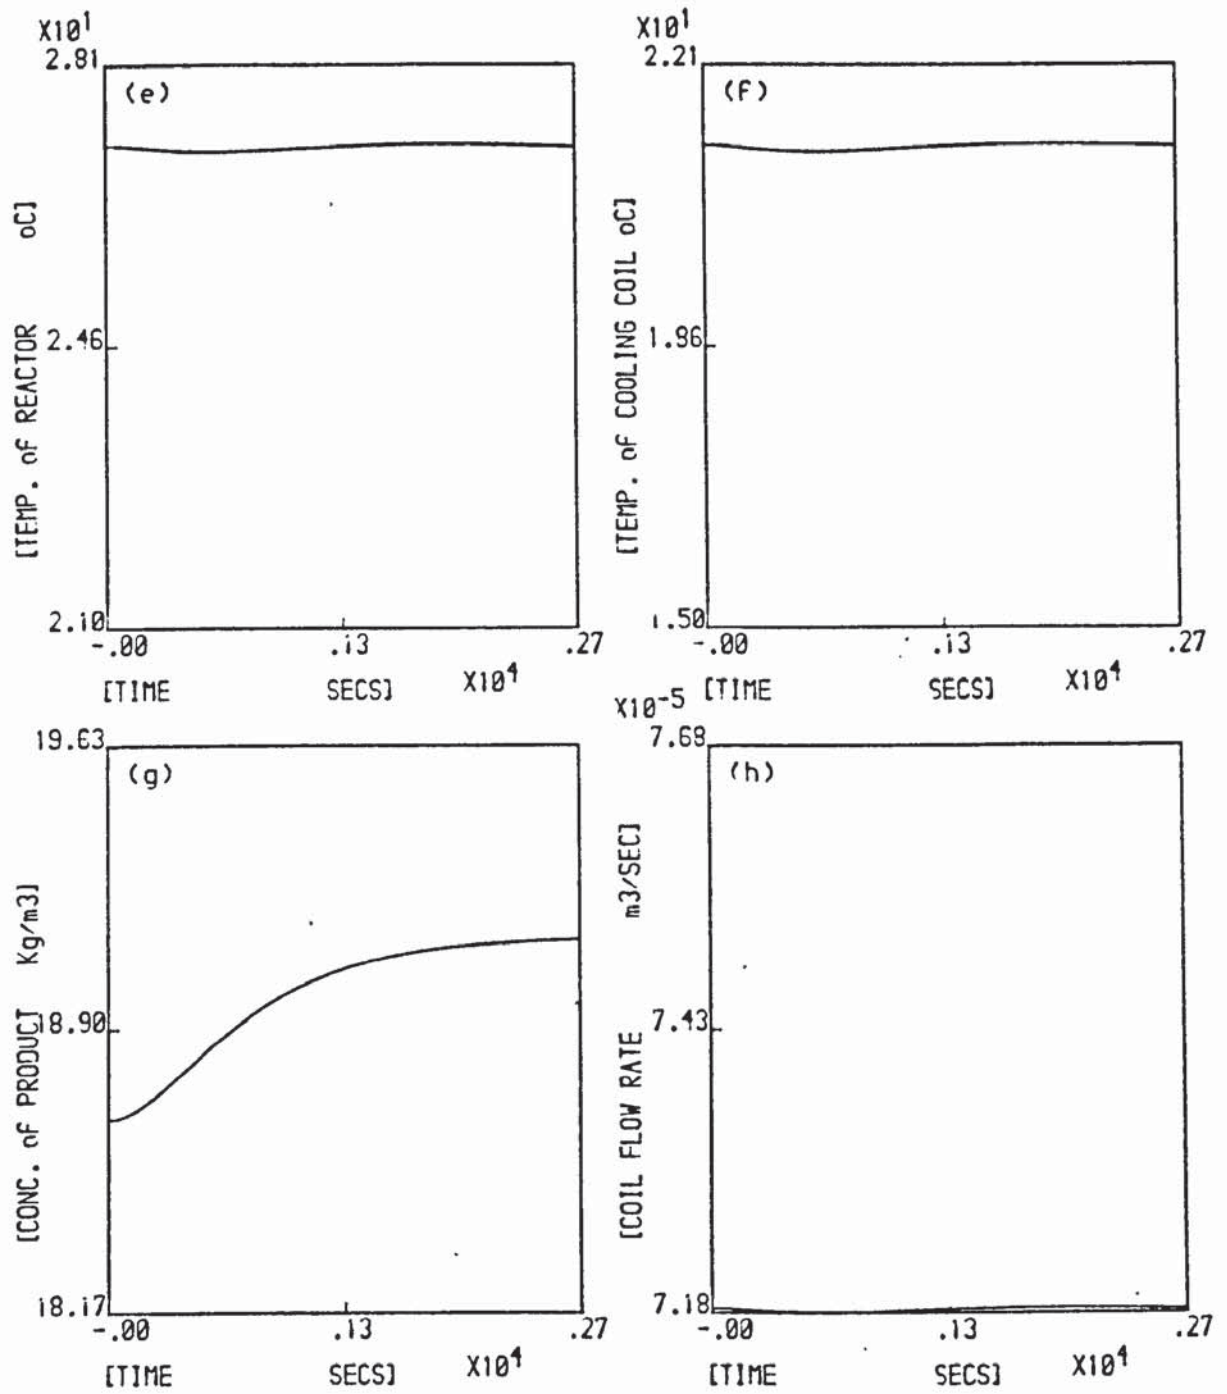 X10¹
2.81
(e)
[TEMP. of REACTOR oC]
2.46
2.10
-.00 .13 .27
[TIME SECS] X10⁴
X10¹
2.21
(f)
[TEMP. of COOLING COIL oC]
1.86
1.50
-.00 .13 .27
[TIME SECS] X10⁴
19.63
(g)
[CONC. of PRODUCT Kg/m3]
18.90
18.17
-.00 .13 .27
[TIME SECS] X10⁴
X10⁻⁵
7.68
(h)
[COIL FLOW RATE m3/SEC]
7.43
7.18
-.00 .13 .27
[TIME SECS] X10⁴